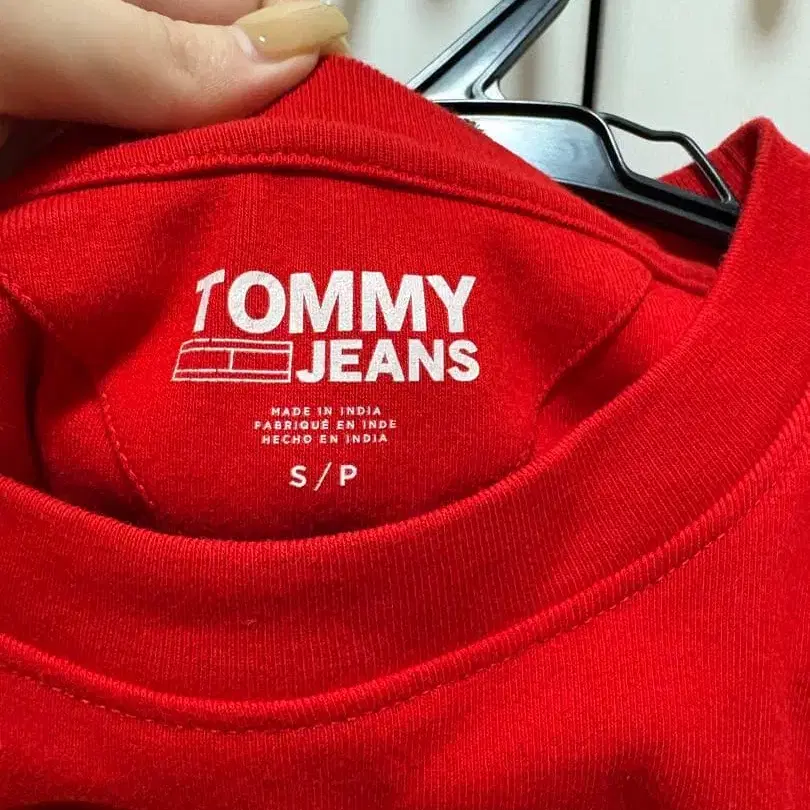 TOMMY
JEANS
MADE IN INDIA
FABRIQUÉ EN INDE
HECHO EN INDIA
S/P